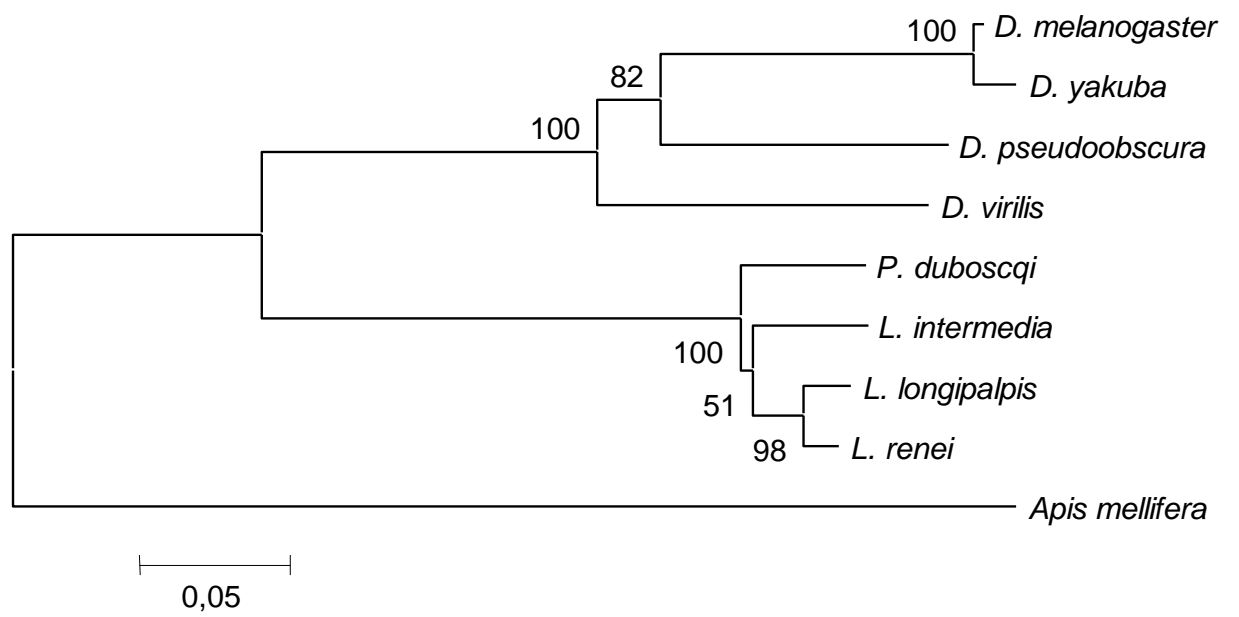 100 D. melanogaster
82
D. yakuba
100
D. pseudoobscura
D. virilis
P. duboscqi
L. intermedia
100
L. longipalpis
51
98 L. renei
Apis mellifera
0,05